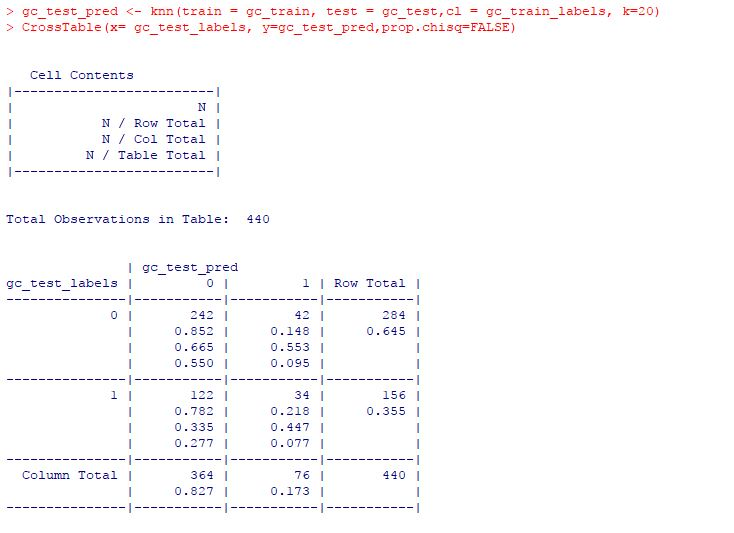 > gc_test_pred <- knn(train = gc_train, test = gc_test,cl = gc_train_labels, k=20)
> CrossTable(x= gc_test_labels, y=gc_test_pred,prop.chisq=FALSE)
   Cell Contents
|-------------------------|
|                       N |
|           N / Row Total |
|           N / Col Total |
|         N / Table Total |
|-------------------------|
Total Observations in Table:  440
               | gc_test_pred
gc_test_labels |         0 |         1 | Row Total |
---------------|-----------|-----------|-----------|
             0 |       242 |        42 |       284 |
               |     0.852 |     0.148 |     0.645 |
               |     0.665 |     0.553 |           |
               |     0.550 |     0.095 |           |
---------------|-----------|-----------|-----------|
             1 |       122 |        34 |       156 |
               |     0.782 |     0.218 |     0.355 |
               |     0.335 |     0.447 |           |
               |     0.277 |     0.077 |           |
---------------|-----------|-----------|-----------|
  Column Total |       364 |        76 |       440 |
               |     0.827 |     0.173 |           |
---------------|-----------|-----------|-----------|